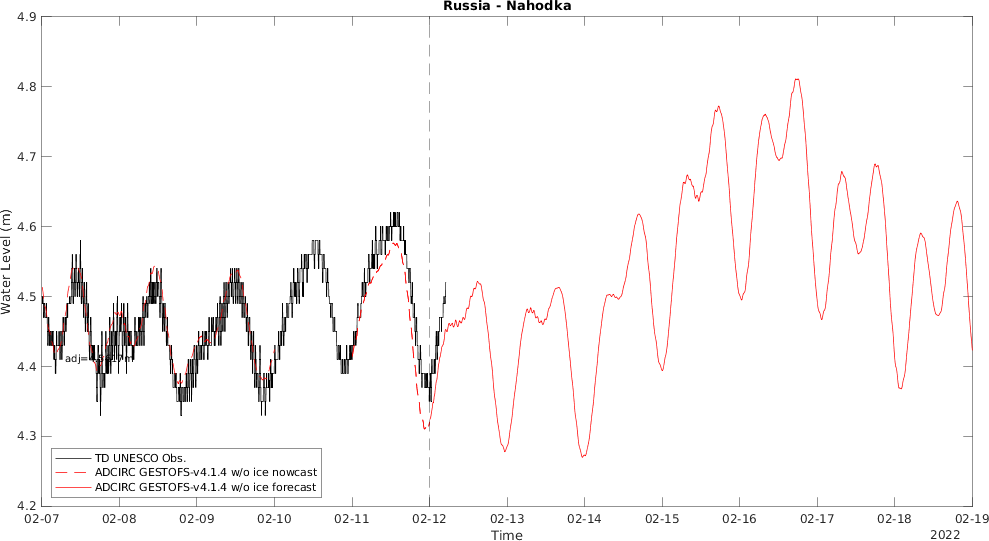 Russia - Nahodka
4.9
4.8
4.7
4.6
4.5
4.4
4.3
4.2
Water Level (m)
TD UNESCO Obs.
ADCIRC GESTOFS-v4.1.4 w/o ice nowcast
ADCIRC GESTOFS-v4.1.4 w/o ice forecast
02-07 02-08 02-09 02-10 02-11 02-12 02-13 02-14 02-15 02-16 02-17 02-18 02-19
Time
2022